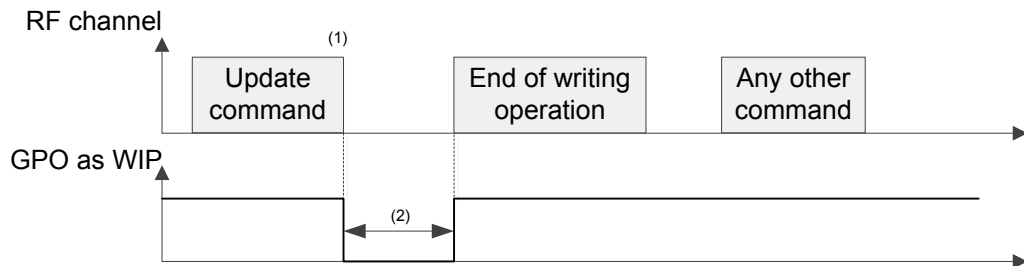 RF channel
(1)
Update
command
End of writing
operation
Any other
command
GPO as WIP
(2)